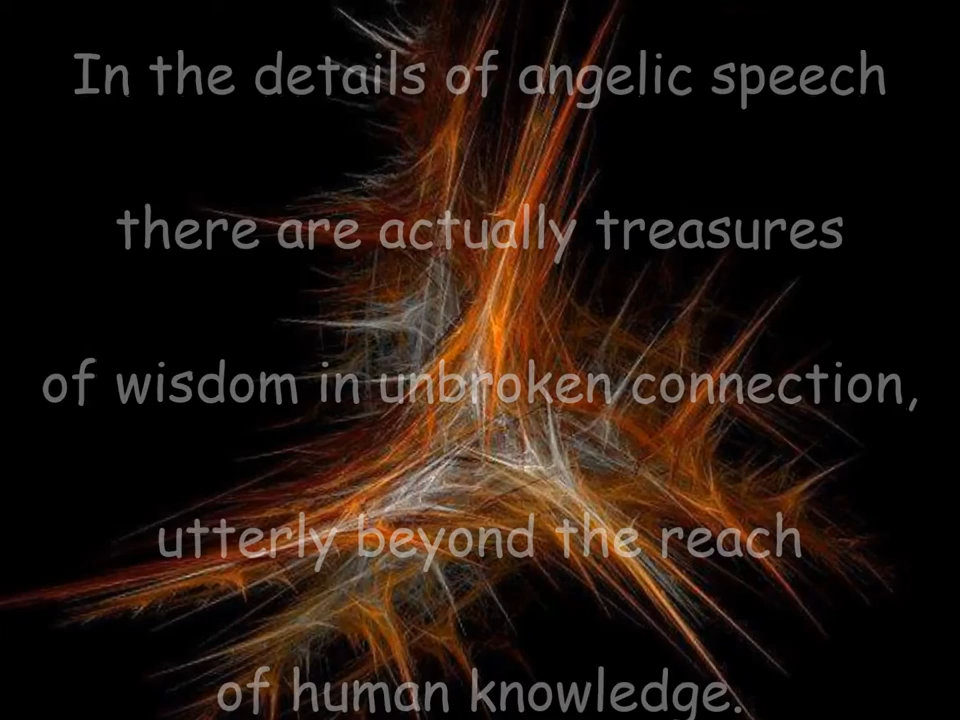 In the details of angelic speech
there are actually treasures
of wisdom in unbroken connection,
utterly beyond the reach
of human knowledge.